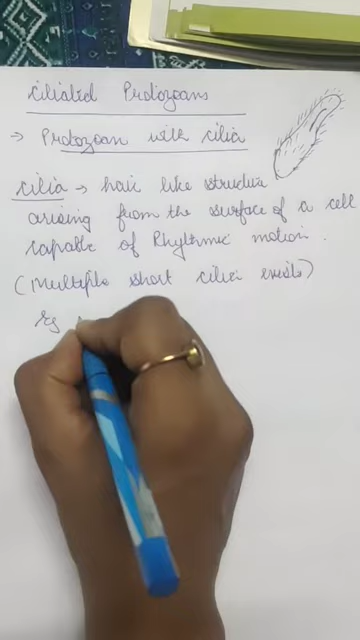 Ciliated Protozoans
→ Protozoan with cilia
cilia → hair like structure
arising from the surface of a cell
capable of Rhythmic motion.
(Multiple short cilia exists)
Eg